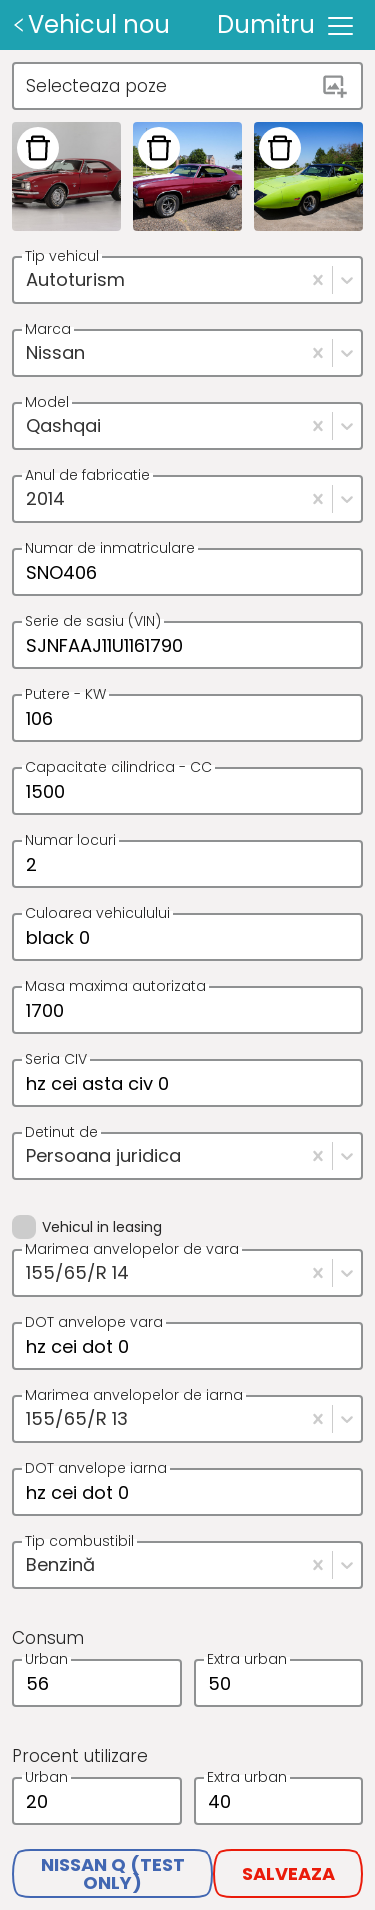 < Vehicul nou Dumitru
Selecteaza poze
Tip vehicul
Autoturism
Marca
Nissan
Model
Qashqai
Anul de fabricatie
2014
Numar de inmatriculare
SNO406
Serie de sasiu (VIN)
SJNFAAJ11U1161790
Putere - KW
106
Capacitate cilindrica - CC
1500
Numar locuri
2
Culoarea vehiculului
black 0
Masa maxima autorizata
1700
Seria CIV
hz cei asta civ 0
Detinut de
Persoana juridica
Vehicul in leasing
Marimea anvelopelor de vara
155/65/R 14
DOT anvelope vara
hz cei dot 0
Marimea anvelopelor de iarna
155/65/R 13
DOT anvelope iarna
hz cei dot 0
Tip combustibil
Benzină
Consum
Urban Extra urban
56 50
Procent utilizare
Urban Extra urban
20 40
NISSAN Q (TEST
ONLY)
SALVEAZA